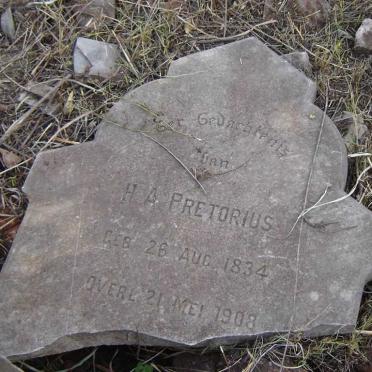 Ter Gedachtenis
Van
H A PRETORIUS
GEB 26 AUG. 1834
OVERL 21 MEI 1908